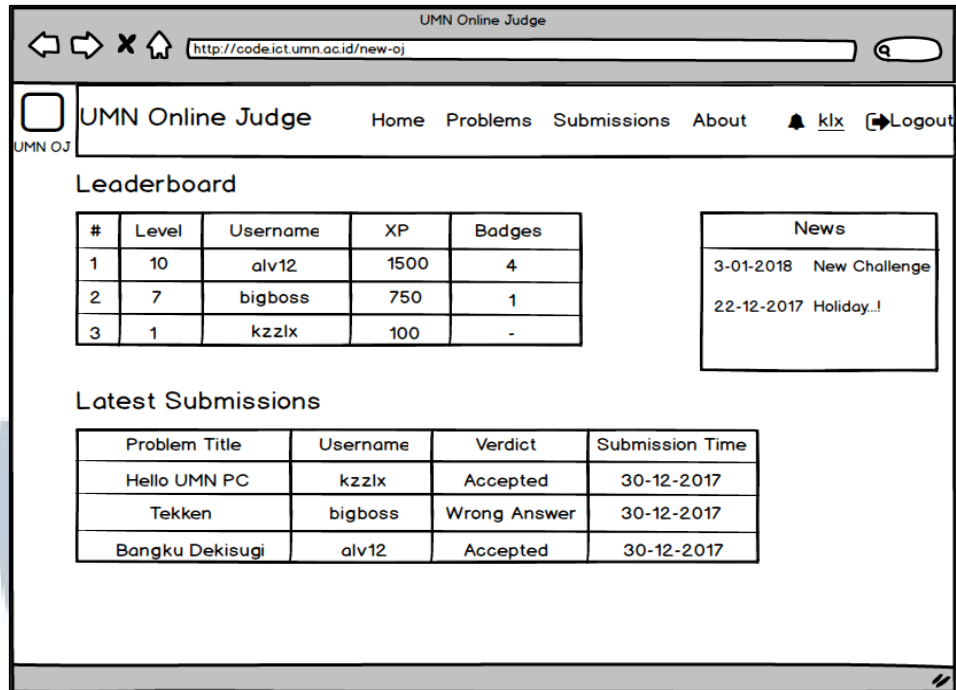 UMN Online Judge
http://code.ict.umn.ac.id/new-oj
UMN OJ
UMN Online Judge Home Problems Submissions About klx Logout
Leaderboard
# Level Username XP Badges
1 10 alv12 1500 4
2 7 bigboss 750 1
3 1 kzzlx 100 -
News
3-01-2018 New Challenge
22-12-2017 Holiday...!
Latest Submissions
Problem Title Username Verdict Submission Time
Hello UMN PC kzzlx Accepted 30-12-2017
Tekken bigboss Wrong Answer 30-12-2017
Bangku Dekisugi alv12 Accepted 30-12-2017